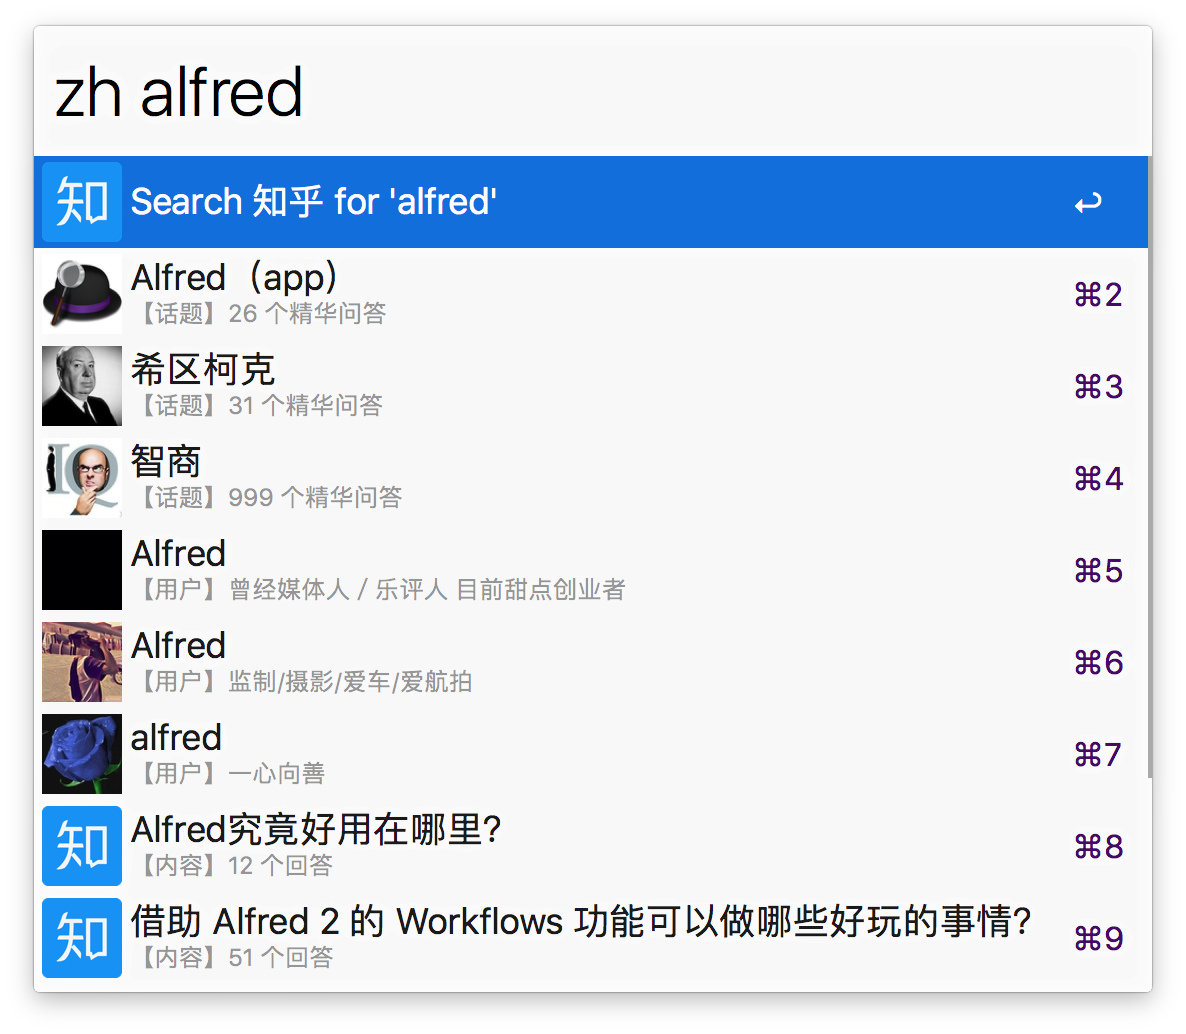 zh alfred
知 Search 知乎 for 'alfred' ↩
Alfred（app） ⌘2
【话题】26 个精华问答
希区柯克 ⌘3
【话题】31 个精华问答
IQ 智商 ⌘4
【话题】999 个精华问答
Alfred ⌘5
【用户】曾经媒体人 / 乐评人 目前甜点创业者
Alfred ⌘6
【用户】监制/摄影/爱车/爱航拍
alfred ⌘7
【用户】一心向善
知 Alfred究竟好用在哪里? ⌘8
【内容】12 个回答
知 借助 Alfred 2 的 Workflows 功能可以做哪些好玩的事情? ⌘9
【内容】51 个回答